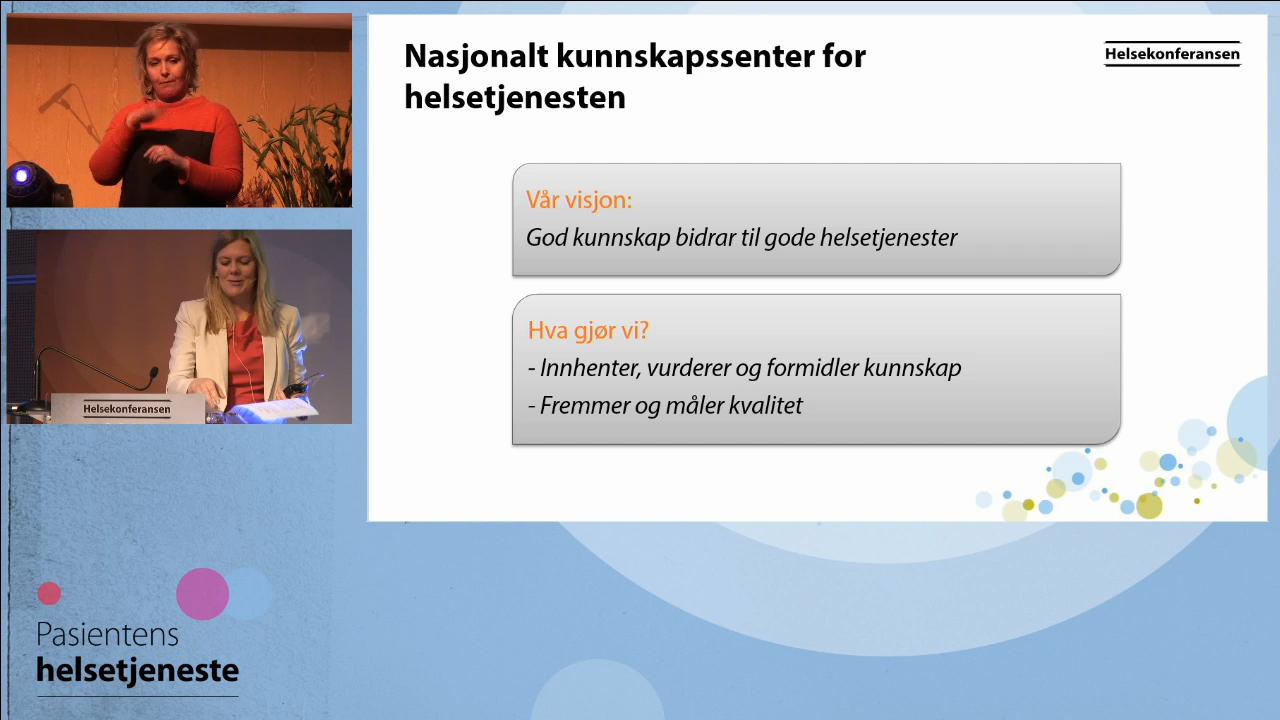 Nasjonalt kunnskapssenter for
helsetjenesten
Helsekonferansen
Vår visjon:
God kunnskap bidrar til gode helsetjenester
Hva gjør vi?
- Innhenter, vurderer og formidler kunnskap
- Fremmer og måler kvalitet
Helsekonferansen
Pasientens
helsetjeneste